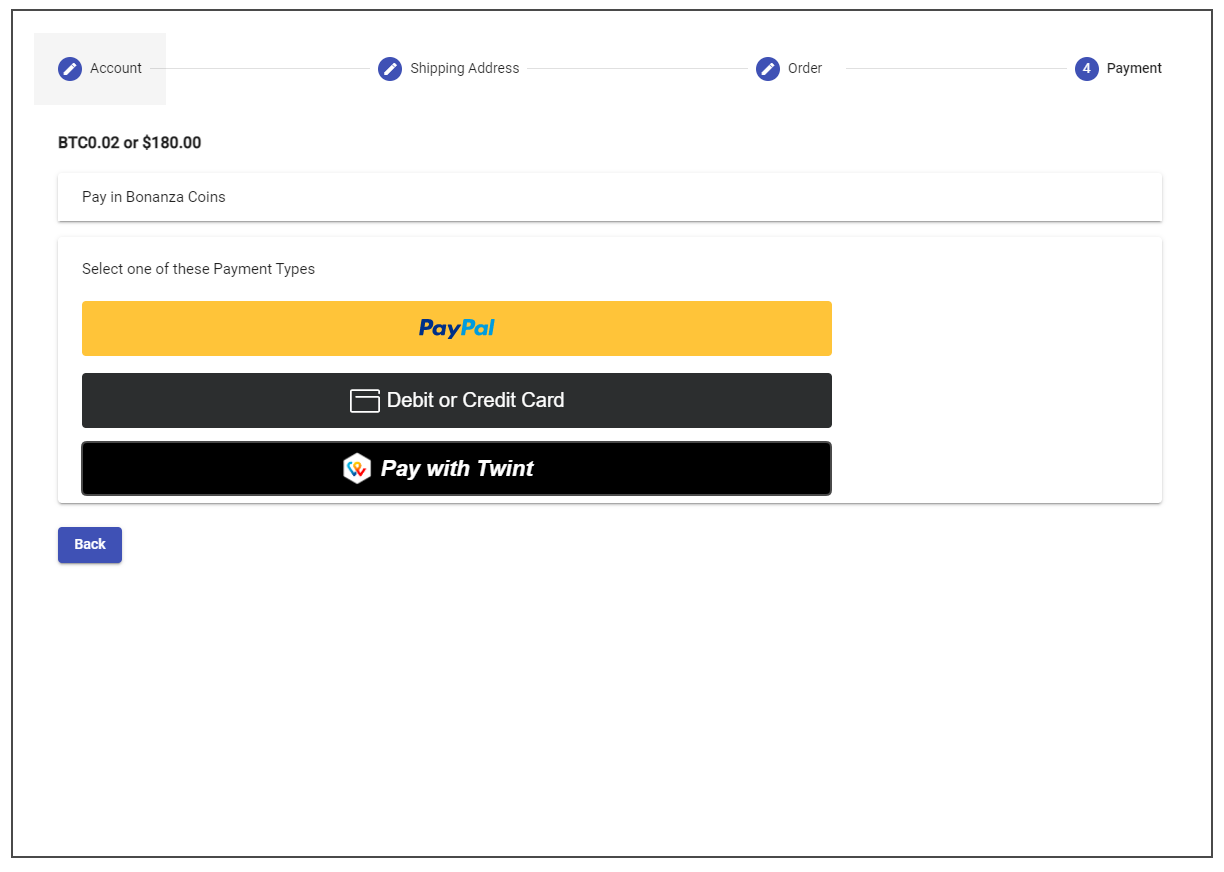 Account
Shipping Address
Order
4 Payment
BTC0.02 or $180.00
Pay in Bonanza Coins
Select one of these Payment Types
PayPal
Debit or Credit Card
Pay with Twint
Back